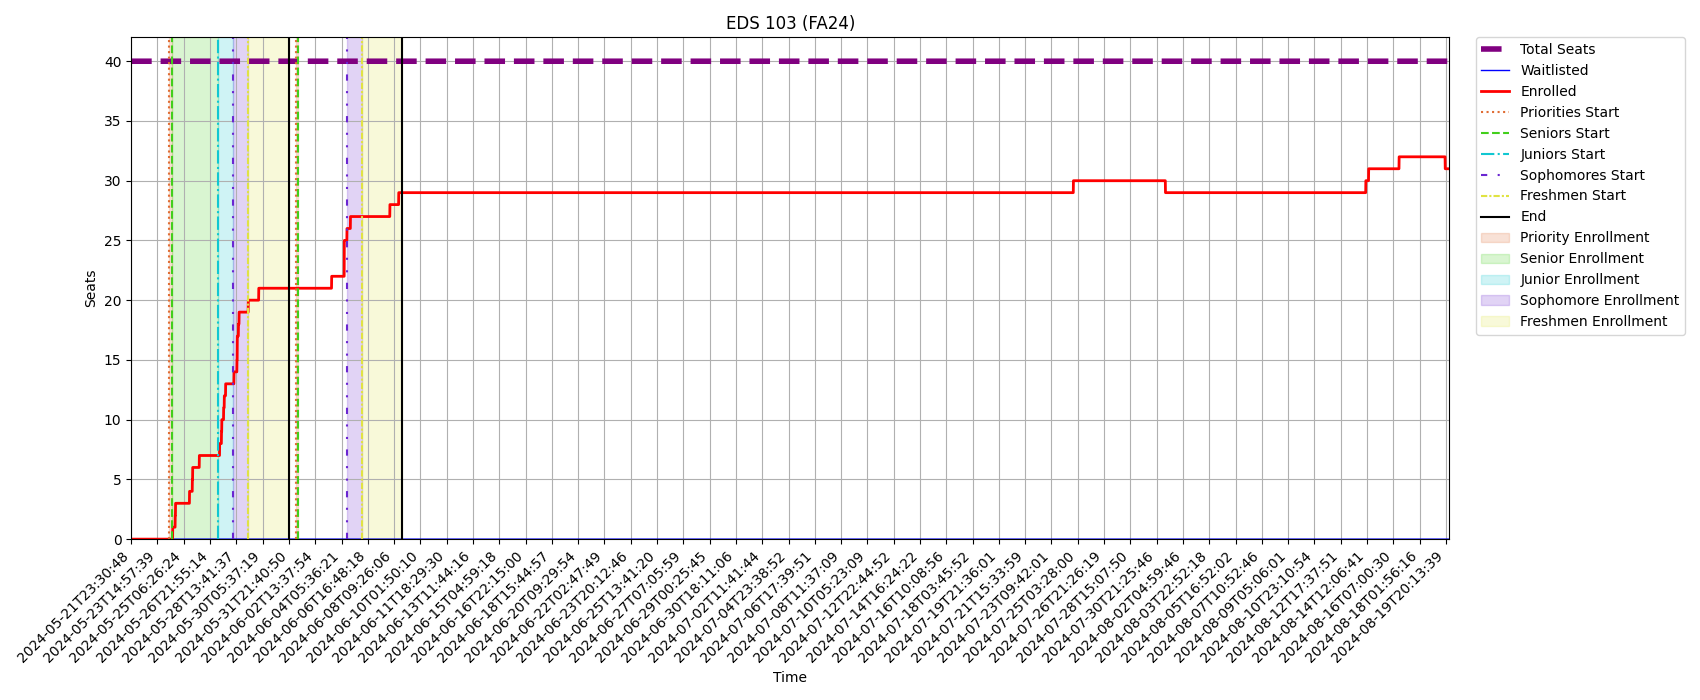 EDS 103 (FA24)
Seats
40
35
30
25
20
15
10
5
0
2024-05-21T23:30:48
2024-05-23T14:57:39
2024-05-25T06:26:24
2024-05-26T21:55:14
2024-05-28T13:41:37
2024-05-30T05:37:19
2024-05-31T21:40:50
2024-06-02T13:37:54
2024-06-04T05:36:21
2024-06-06T16:48:18
2024-06-08T09:26:06
2024-06-10T01:50:10
2024-06-11T18:29:30
2024-06-13T11:44:16
2024-06-15T04:59:18
2024-06-16T22:15:00
2024-06-18T15:44:57
2024-06-20T09:29:54
2024-06-22T02:47:49
2024-06-23T20:12:46
2024-06-25T13:41:20
2024-06-27T07:05:59
2024-06-29T00:25:45
2024-06-30T18:11:06
2024-07-02T11:41:44
2024-07-04T23:38:52
2024-07-06T17:39:51
2024-07-08T11:37:09
2024-07-10T05:23:09
2024-07-12T22:44:52
2024-07-14T16:24:22
2024-07-16T10:08:56
2024-07-18T03:45:52
2024-07-19T21:36:01
2024-07-21T15:33:59
2024-07-23T09:42:01
2024-07-25T03:28:00
2024-07-26T21:26:19
2024-07-28T15:07:50
2024-07-30T21:25:46
2024-08-02T04:59:46
2024-08-03T22:52:18
2024-08-05T16:52:02
2024-08-07T10:52:46
2024-08-09T05:06:01
2024-08-10T23:10:54
2024-08-12T17:37:51
2024-08-14T12:06:41
2024-08-16T07:00:30
2024-08-18T01:56:16
2024-08-19T20:13:39
Time
Total Seats
Waitlisted
Enrolled
Priorities Start
Seniors Start
Juniors Start
Sophomores Start
Freshmen Start
End
Priority Enrollment
Senior Enrollment
Junior Enrollment
Sophomore Enrollment
Freshmen Enrollment